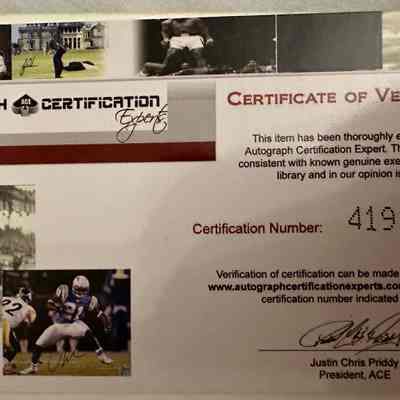 H CERTIFICATION
Experts
CERTIFICATE OF VE
This item has been thoroughly e
Autograph Certification Expert. Th
consistent with known genuine exe
library and in our opinion is
Certification Number: 419
Verification of certification can be made
www.autographcertificationexperts.com
certification number indicated
Justin Chris Priddy
President, ACE